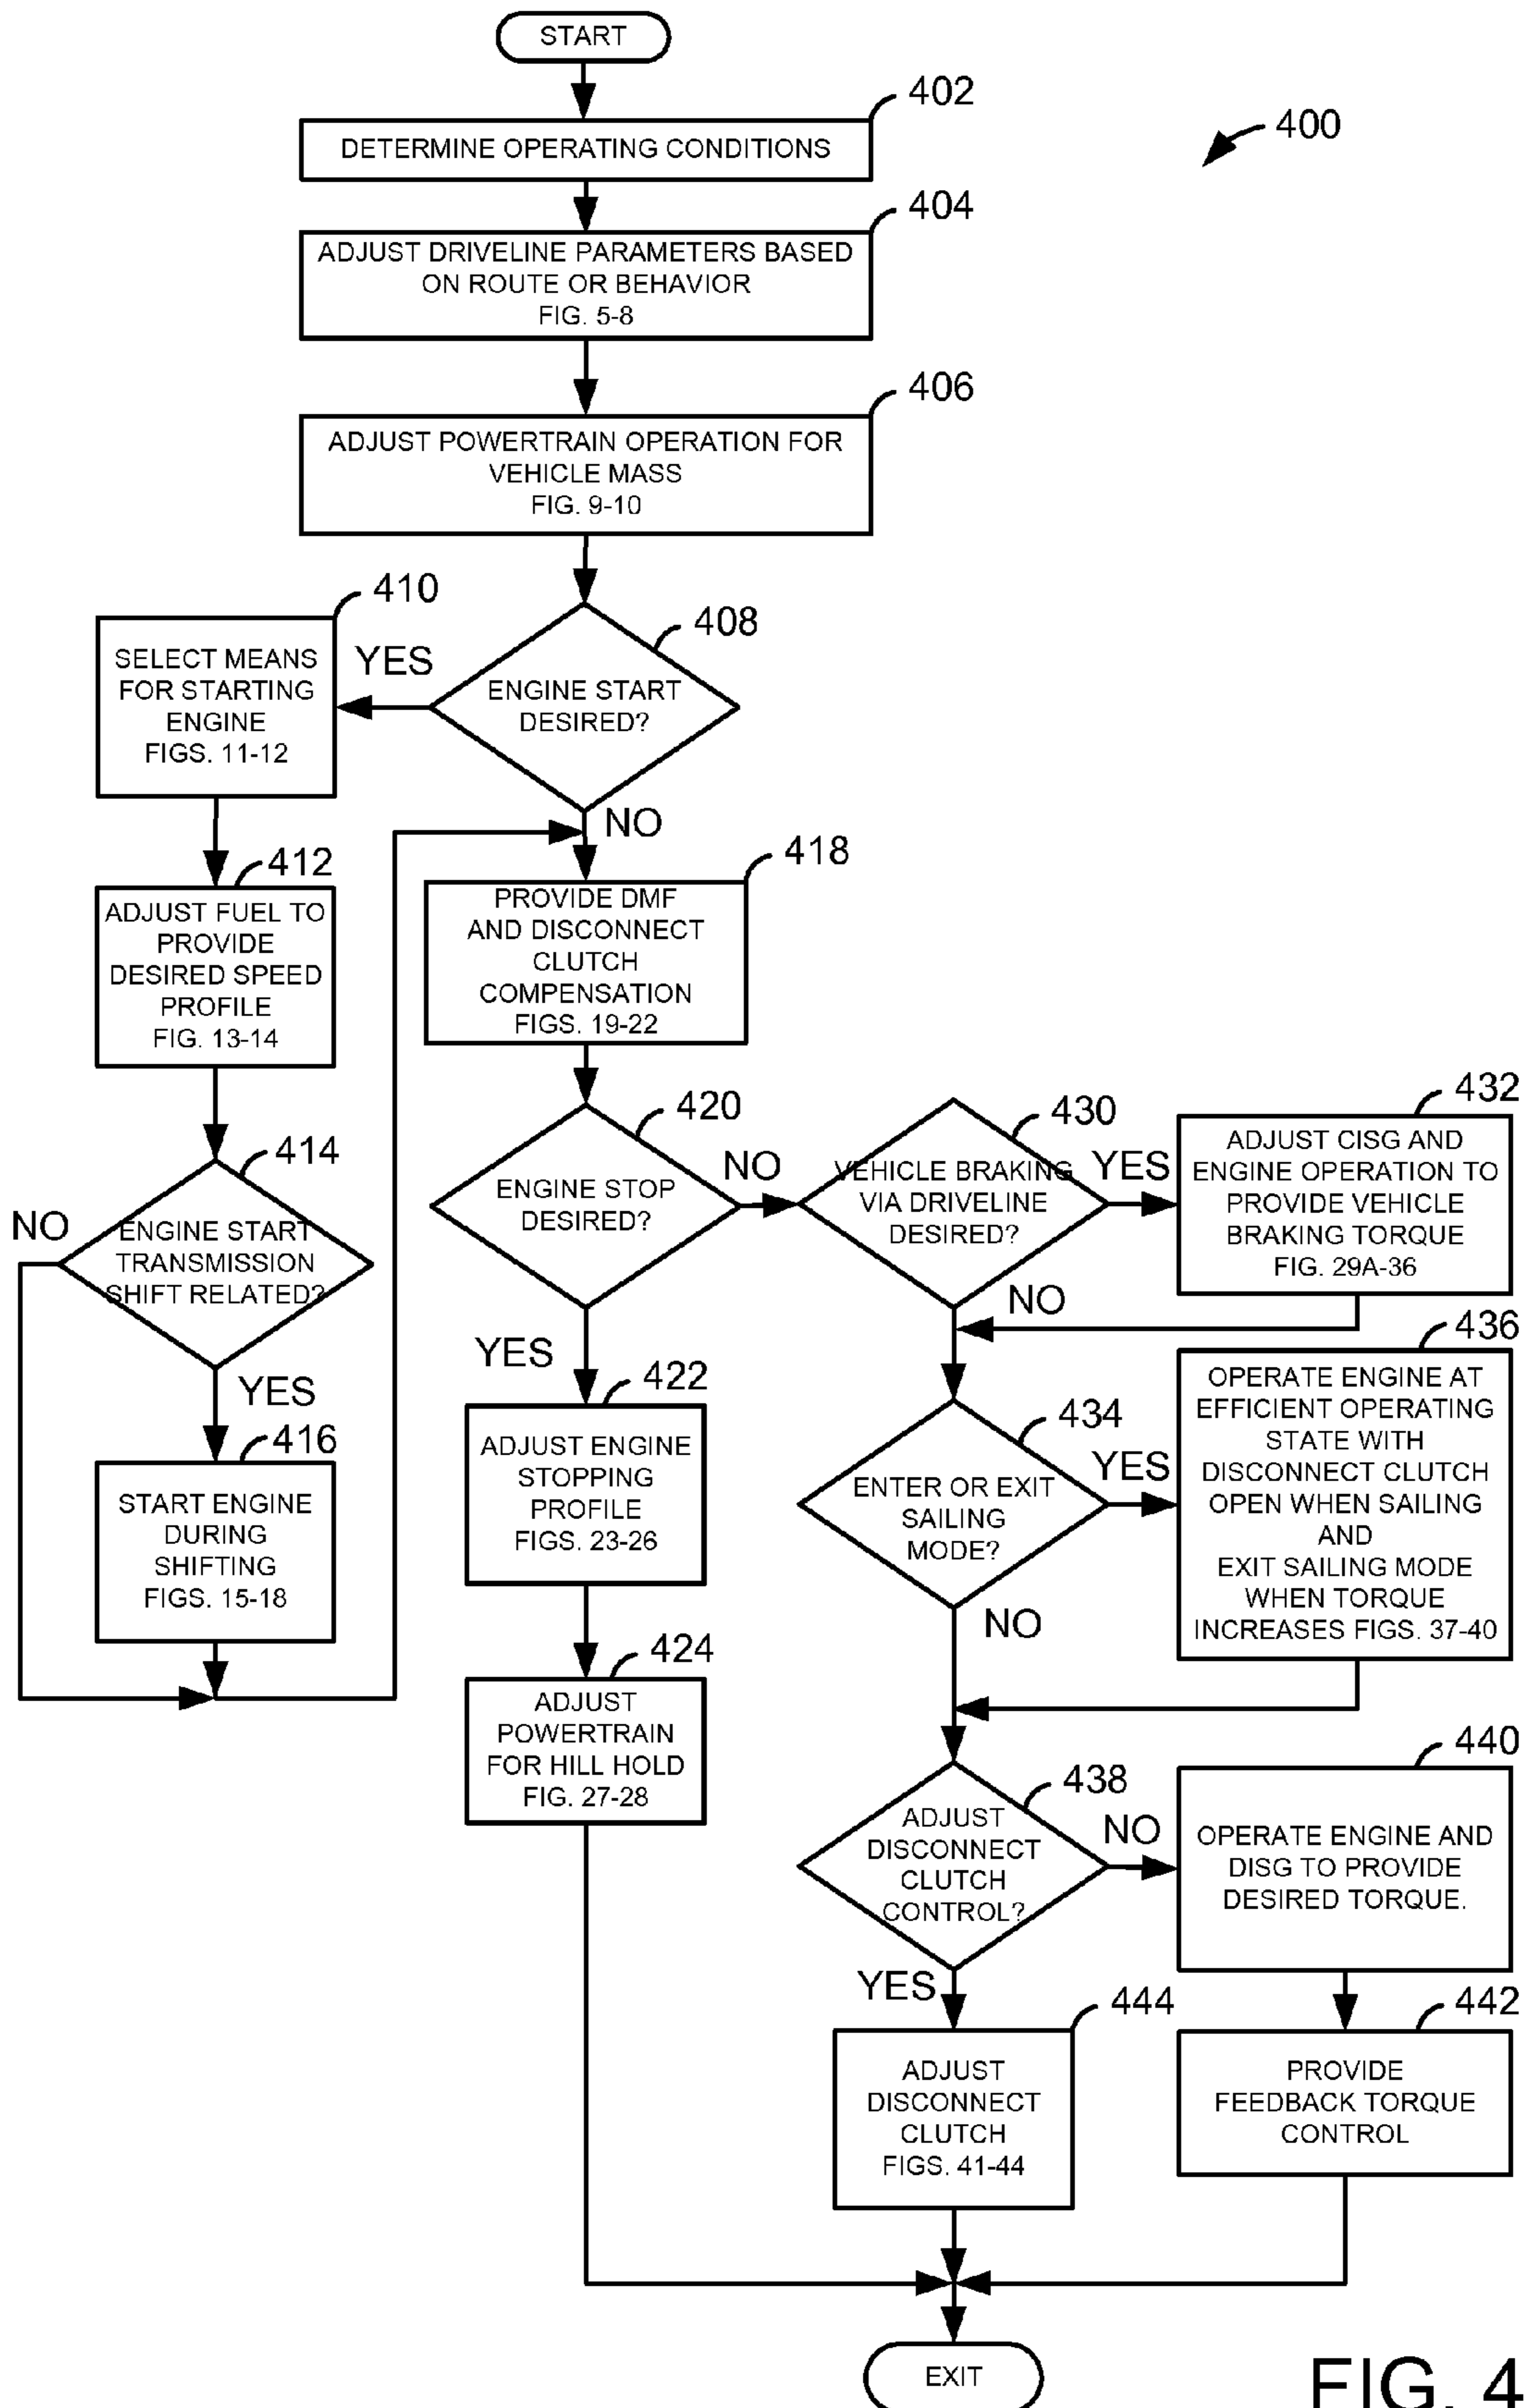 START
402
DETERMINE OPERATING CONDITIONS
400
404
ADJUST DRIVELINE PARAMETERS BASED
ON ROUTE OR BEHAVIOR
FIG. 5-8
406
ADJUST POWERTRAIN OPERATION FOR
VEHICLE MASS
FIG. 9-10
408
ENGINE START
DESIRED?
YES
NO
410
SELECT MEANS
FOR STARTING
ENGINE
FIGS. 11-12
412
ADJUST FUEL TO
PROVIDE
DESIRED SPEED
PROFILE
FIG. 13-14
414
ENGINE START
TRANSMISSION
SHIFT RELATED?
NO
YES
416
START ENGINE
DURING
SHIFTING
FIGS. 15-18
418
PROVIDE DMF
AND DISCONNECT
CLUTCH
COMPENSATION
FIGS. 19-22
420
ENGINE STOP
DESIRED?
NO
YES
422
ADJUST ENGINE
STOPPING
PROFILE
FIGS. 23-26
424
ADJUST
POWERTRAIN
FOR HILL HOLD
FIG. 27-28
430
VEHICLE BRAKING
VIA DRIVELINE
DESIRED?
YES
NO
432
ADJUST CISG AND
ENGINE OPERATION TO
PROVIDE VEHICLE
BRAKING TORQUE
FIG. 29A-36
434
ENTER OR EXIT
SAILING
MODE?
YES
NO
436
OPERATE ENGINE AT
EFFICIENT OPERATING
STATE WITH
DISCONNECT CLUTCH
OPEN WHEN SAILING
AND
EXIT SAILING MODE
WHEN TORQUE
INCREASES FIGS. 37-40
438
ADJUST
DISCONNECT
CLUTCH
CONTROL?
NO
YES
440
OPERATE ENGINE AND
DISG TO PROVIDE
DESIRED TORQUE.
442
PROVIDE
FEEDBACK TORQUE
CONTROL
444
ADJUST
DISCONNECT
CLUTCH
FIGS. 41-44
EXIT
FIG. 4